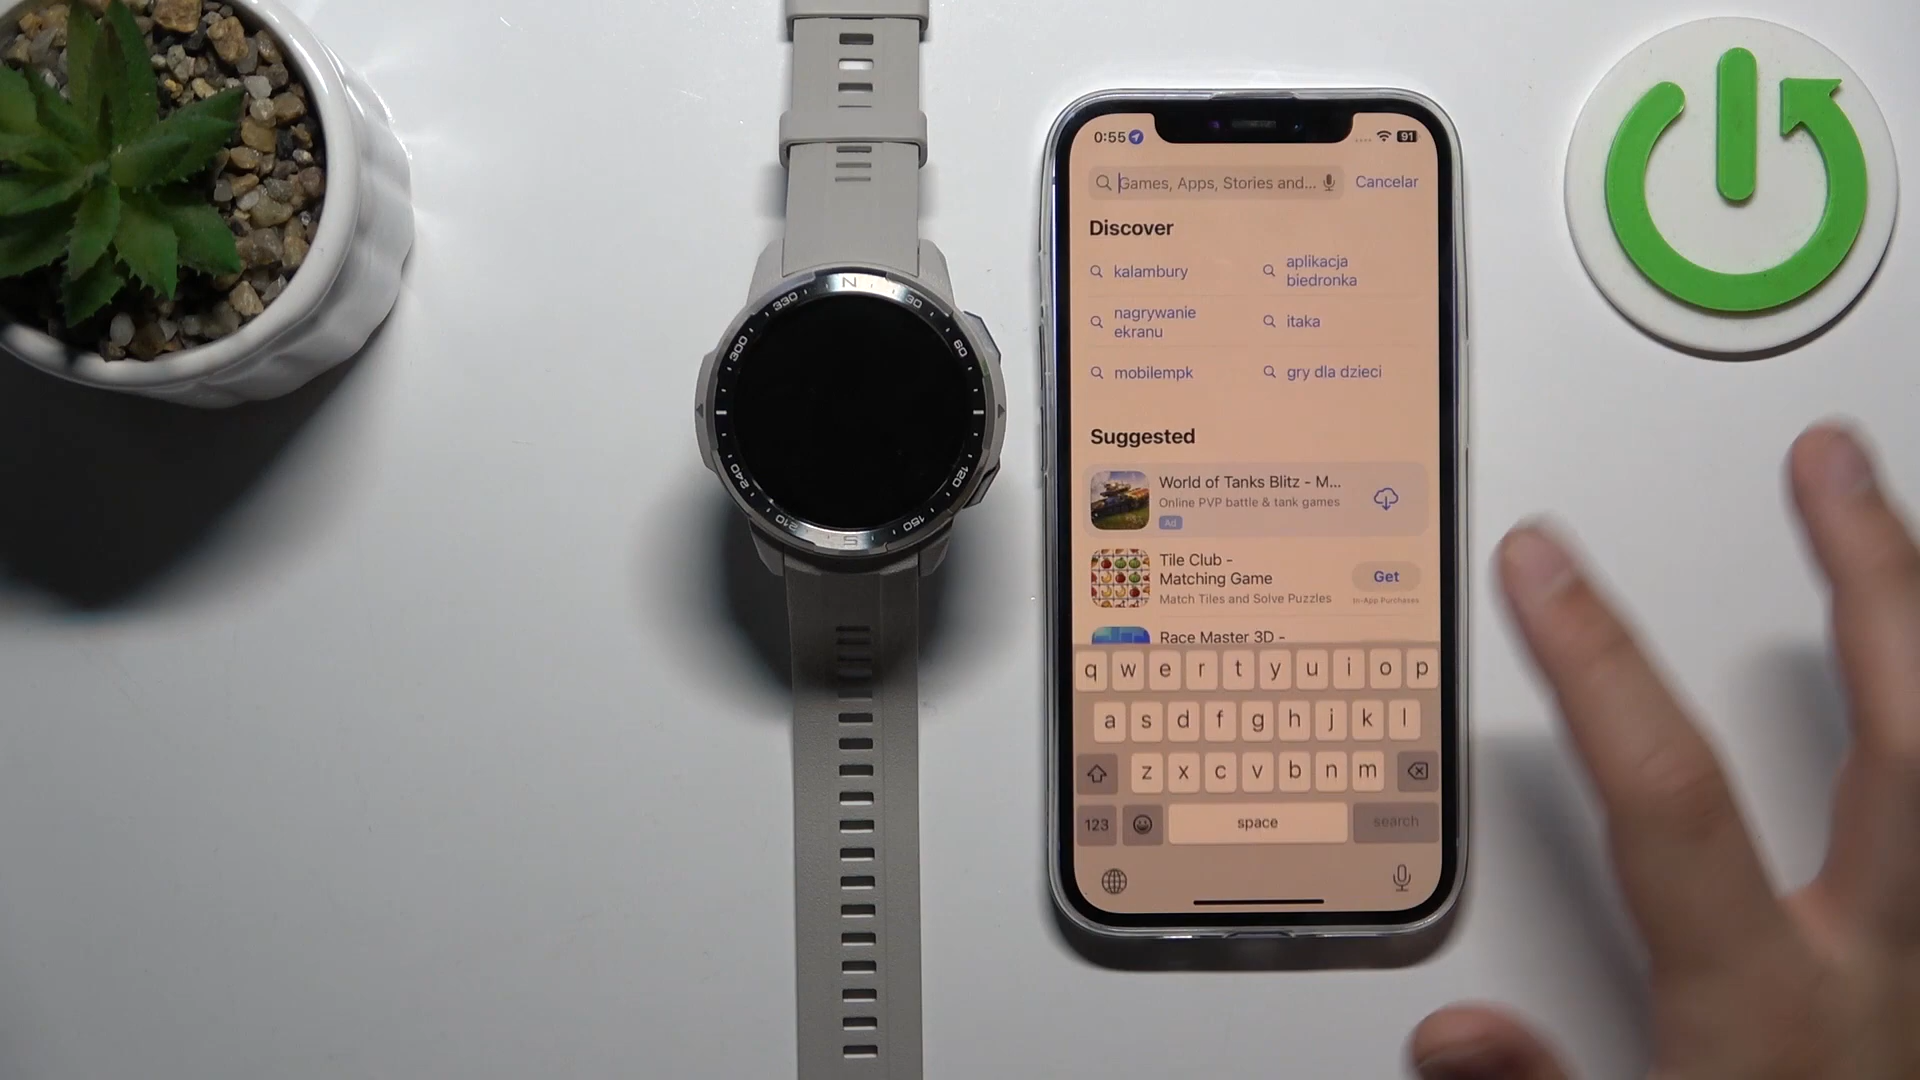 N
330
30
300
60
240
120
210
150
S
0:55
91
Games, Apps, Stories and...
Cancelar
Discover
kalambury
aplikacja
biedronka
nagrywanie
ekranu
itaka
mobilempk
gry dla dzieci
Suggested
World of Tanks Blitz - M...
Online PVP battle & tank games
Ad
Tile Club -
Matching Game
Match Tiles and Solve Puzzles
Get
In-App Purchases
Race Master 3D -
q w e r t y u i o p
a s d f g h j k l
z x c v b n m
123
space
search